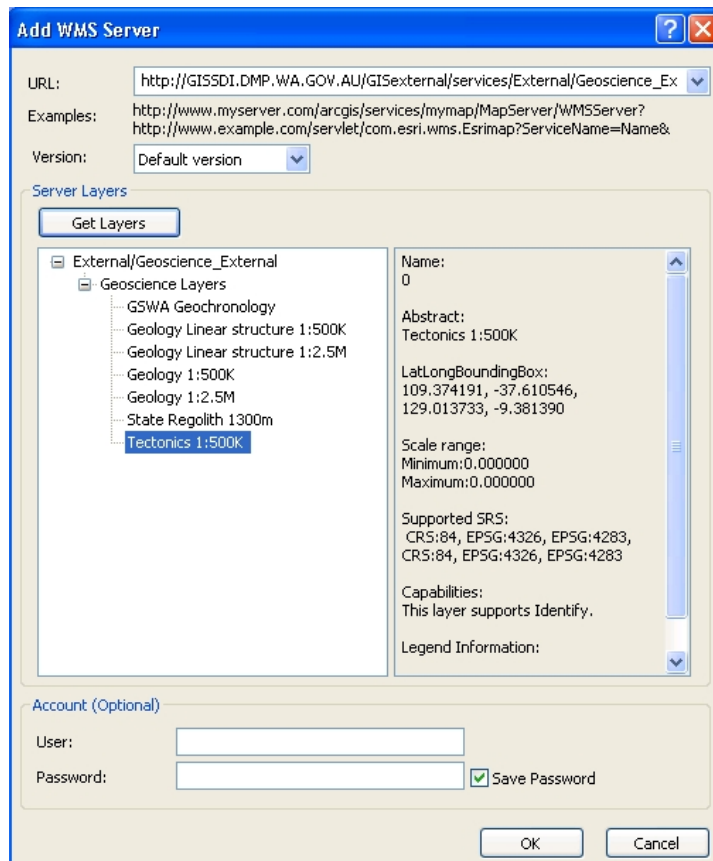 Add WMS Server
URL: http://GISSDI.DMP.WA.GOV.AU/GISexternal/services/External/Geoscience_Ex
Examples: http://www.myserver.com/arcgis/services/mymap/MapServer/WMSServer?
http://www.example.com/servlet/com.esri.wms.Esrimap?ServiceName=Name&
Version: Default version
Server Layers
Get Layers
External/Geoscience_External
Geoscience Layers
GSWA Geochronology
Geology Linear structure 1:500K
Geology Linear structure 1:2.5M
Geology 1:500K
Geology 1:2.5M
State Regolith 1300m
Tectonics 1:500K
Name:
0
Abstract:
Tectonics 1:500K
LatLongBoundingBox:
109.374191, -37.610546,
129.013733, -9.381390
Scale range:
Minimum:0.000000
Maximum:0.000000
Supported SRS:
CRS:84, EPSG:4326, EPSG:4283,
CRS:84, EPSG:4326, EPSG:4283
Capabilities:
This layer supports Identify.
Legend Information:
Account (Optional)
User:
Password:
Save Password
OK
Cancel